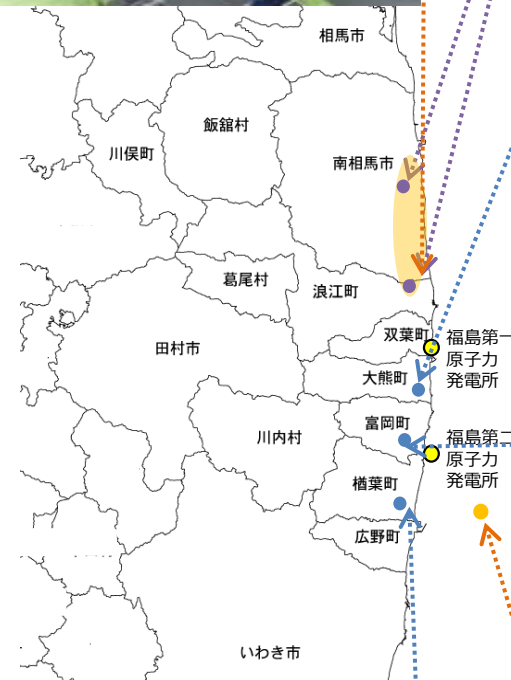 相馬市
飯舘村
川俣町
南相馬市
葛尾村
浪江町
双葉町
福島第一
原子力
発電所
田村市
大熊町
富岡町
川内村
福島第二
原子力
発電所
楢葉町
広野町
いわき市